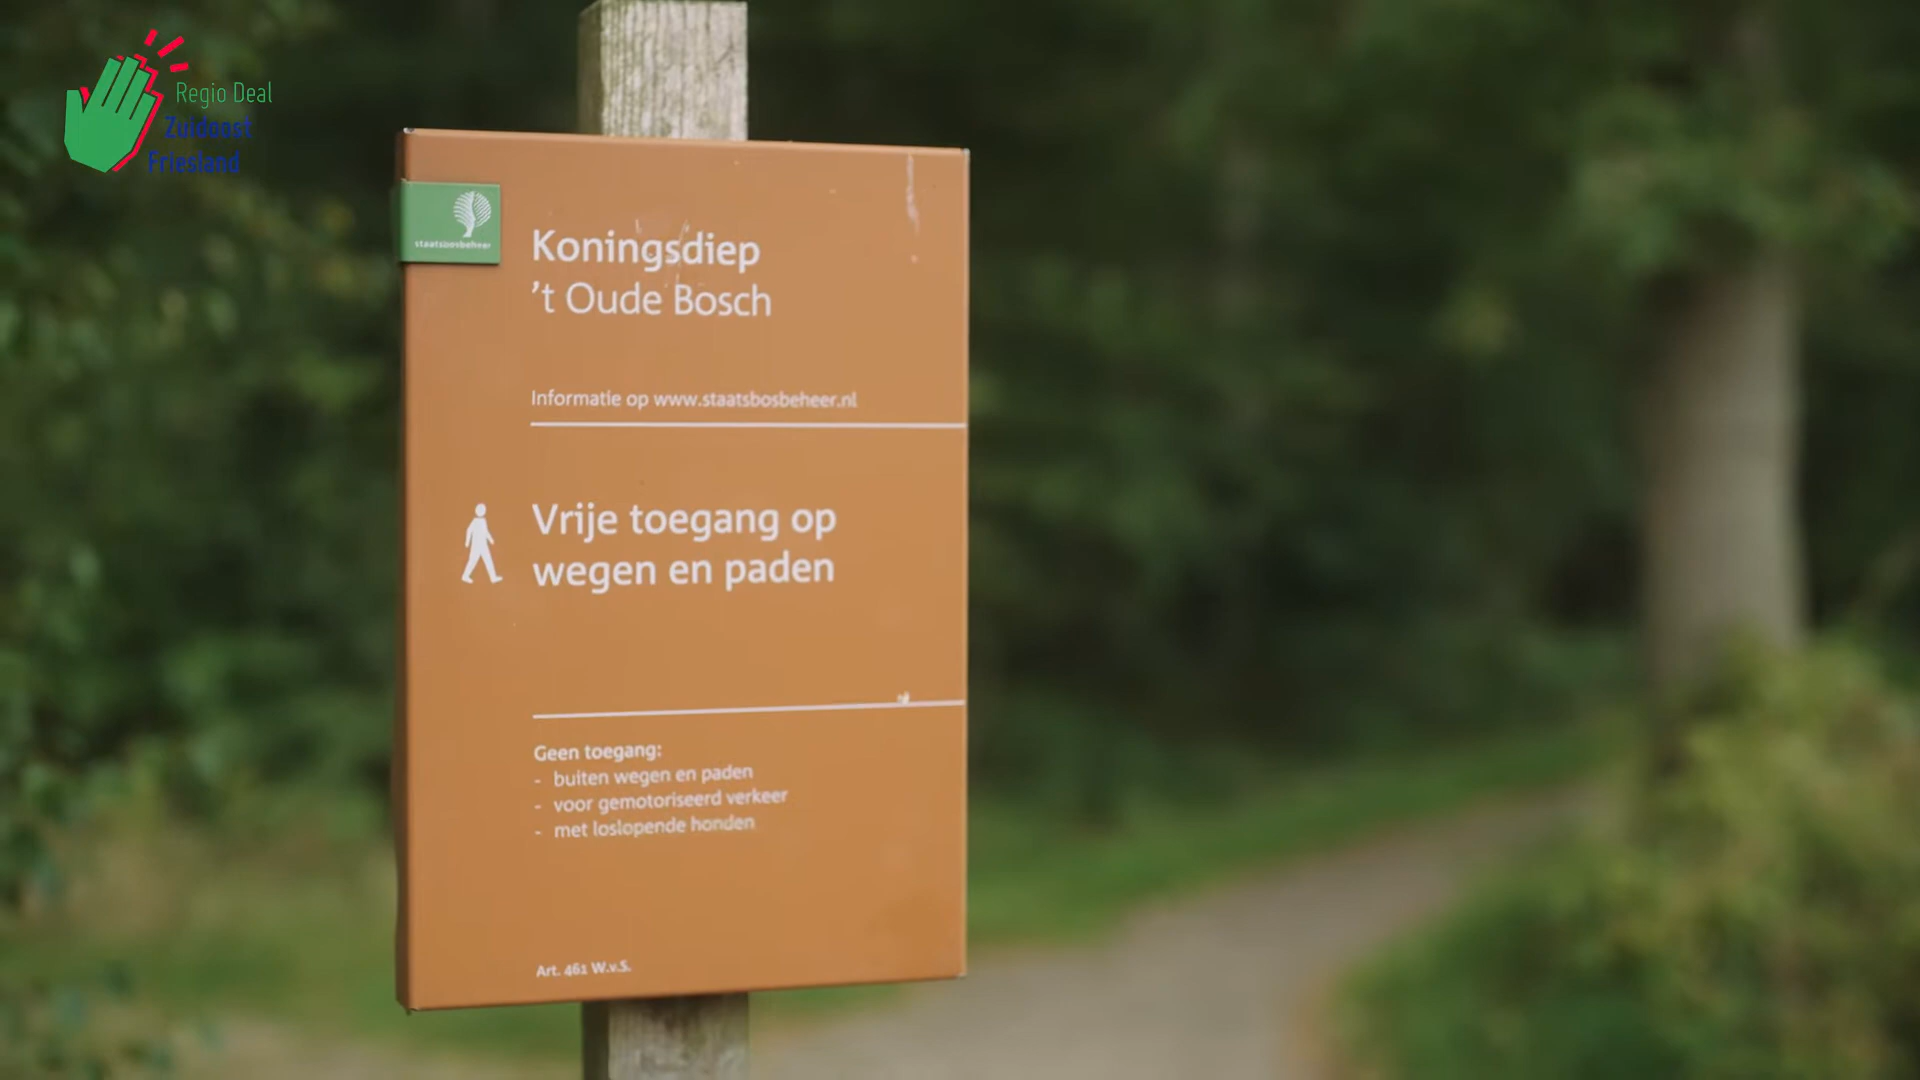 Regio Deal
Zuidoost
Friesland
staatsbosbeheer
Koningsdiep
’t Oude Bosch
Informatie op www.staatsbosbeheer.nl
Vrije toegang op
wegen en paden
Geen toegang:
- buiten wegen en paden
- voor gemotoriseerd verkeer
- met loslopende honden
Art. 461 W.v.S.